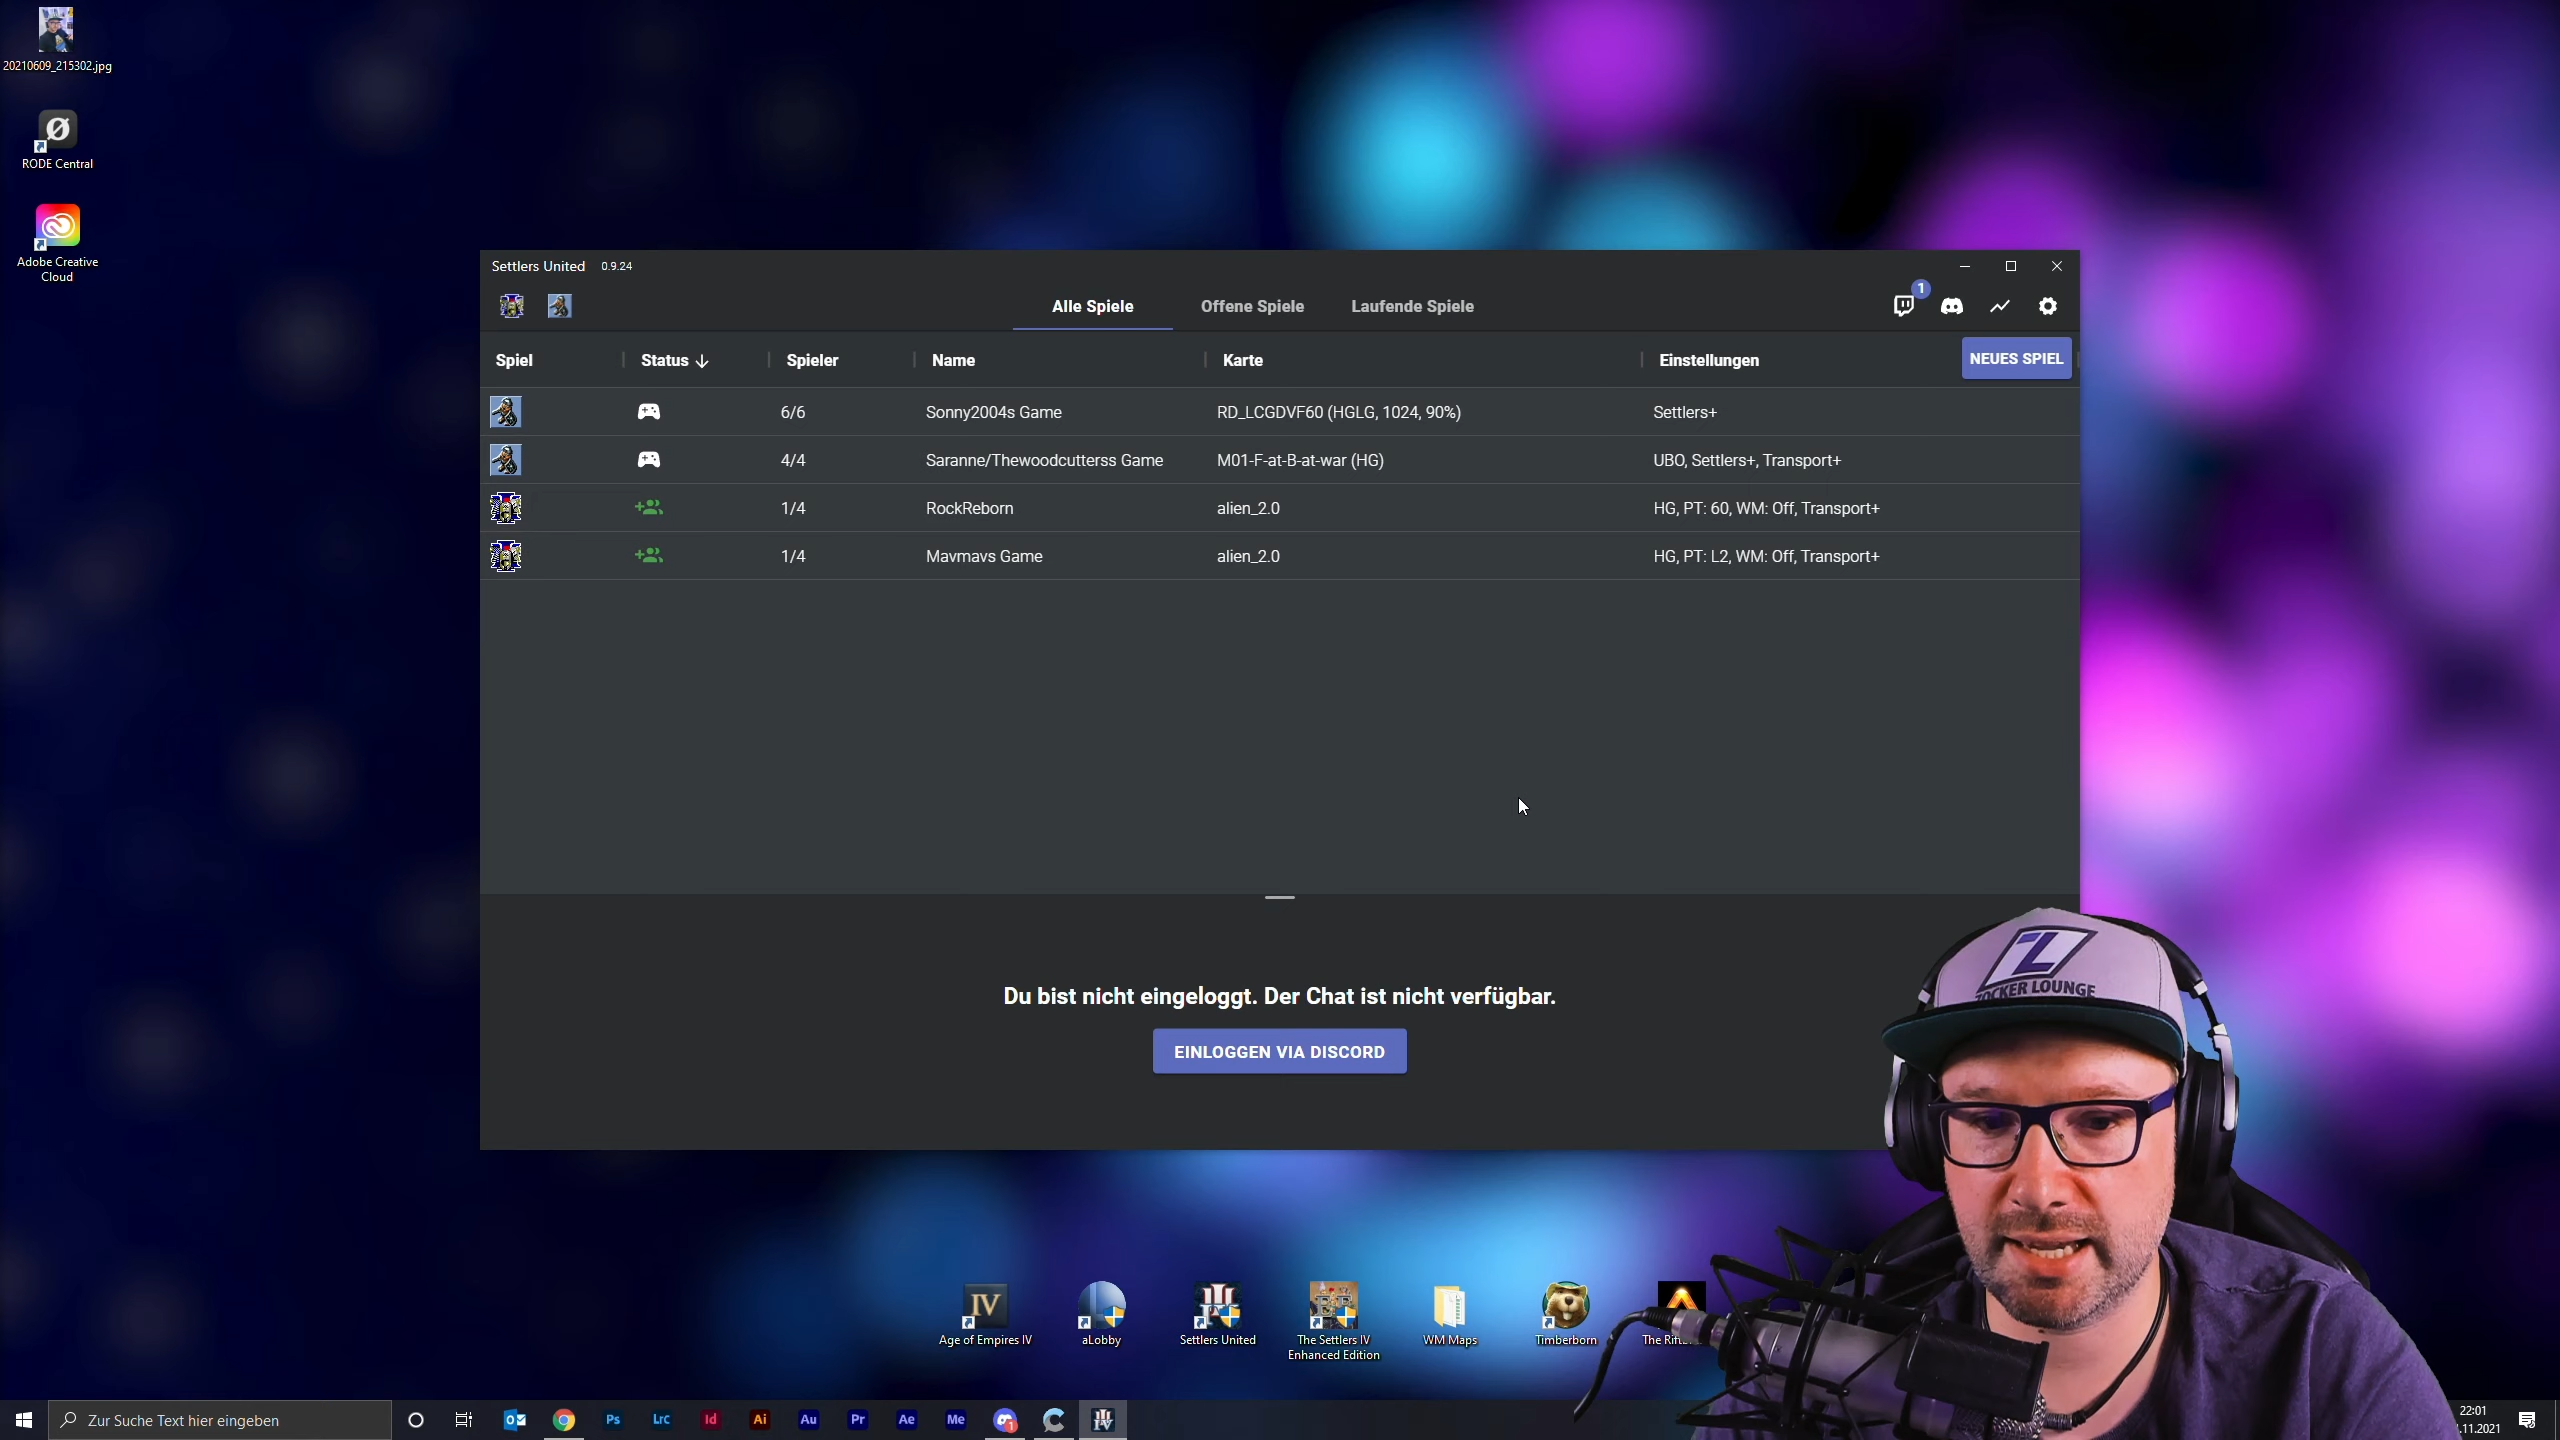 20210609_215302.jpg
RODE Central
Adobe Creative
Cloud
Settlers United 0.9.24
Alle Spiele Offene Spiele Laufende Spiele
1
Spiel Status Spieler Name Karte Einstellungen NEUES SPIEL
6/6 Sonny2004s Game RD_LCGDVF60 (HGLG, 1024, 90%) Settlers+
4/4 Saranne/Thewoodcutterss Game M01-F-at-B-at-war (HG) UBO, Settlers+, Transport+
1/4 RockReborn alien_2.0 HG, PT: 60, WM: Off, Transport+
1/4 Mavmavs Game alien_2.0 HG, PT: L2, WM: Off, Transport+
Du bist nicht eingeloggt. Der Chat ist nicht verfügbar.
EINLOGGEN VIA DISCORD
Z
ZOCKER LOUNGE
IV
Age of Empires IV aLobby Settlers United The Settlers IV
Enhanced Edition
WM Maps Timberborn The
Zur Suche Text hier eingeben
Ps LrC Id Ai Au Pr Ae Me 1
22:01
.11.2021